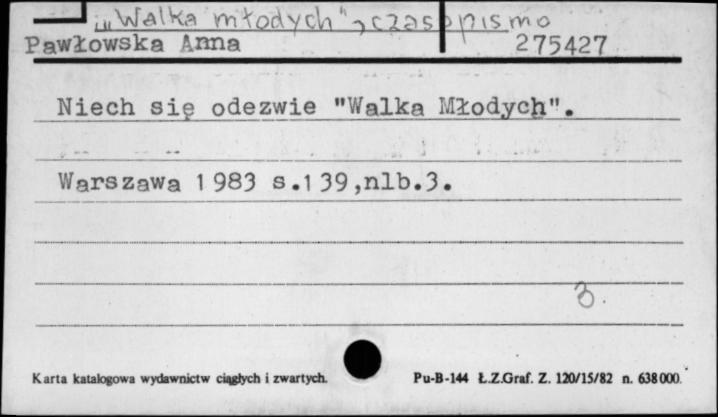 „Walka młodych", czasopismo
Pawłowska Anna 275427
Niech się odezwie "Walka Młodych".
Warszawa 1983 s.139,nlb.3.
3
Karta katalogowa wydawnictw ciągłych i zwartych. Pu-B-144 Ł.Z.Graf. Z. 120/15/82 n. 638000.